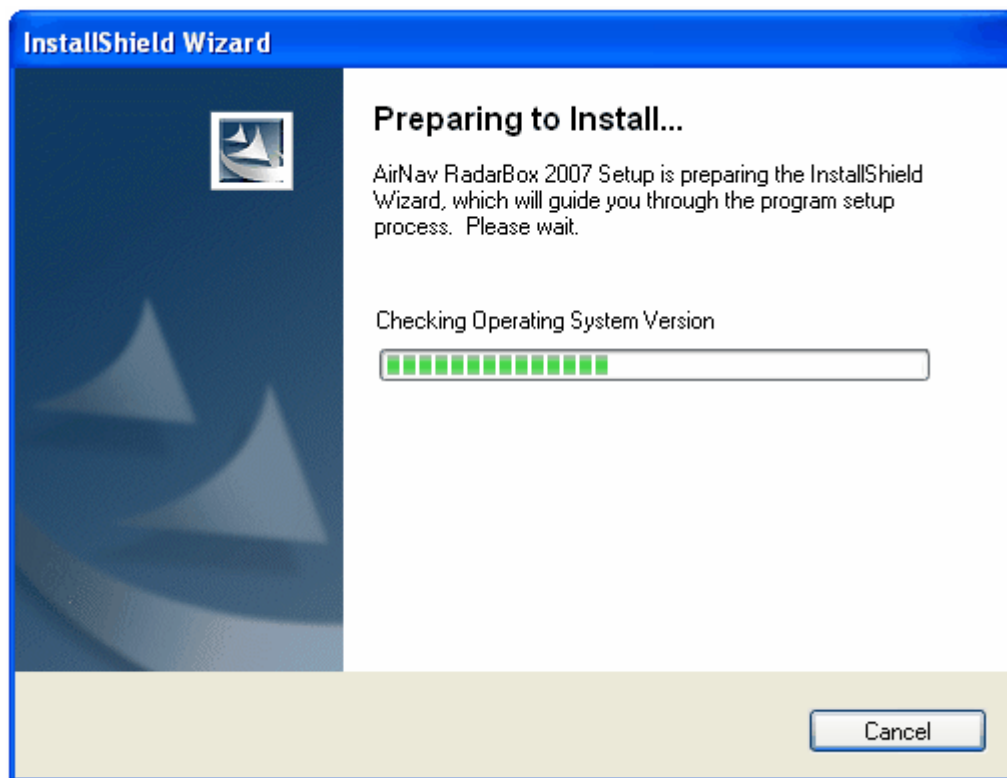 InstallShield Wizard
Preparing to Install...
AirNav RadarBox 2007 Setup is preparing the InstallShield
Wizard, which will guide you through the program setup
process.  Please wait.
Checking Operating System Version
Cancel